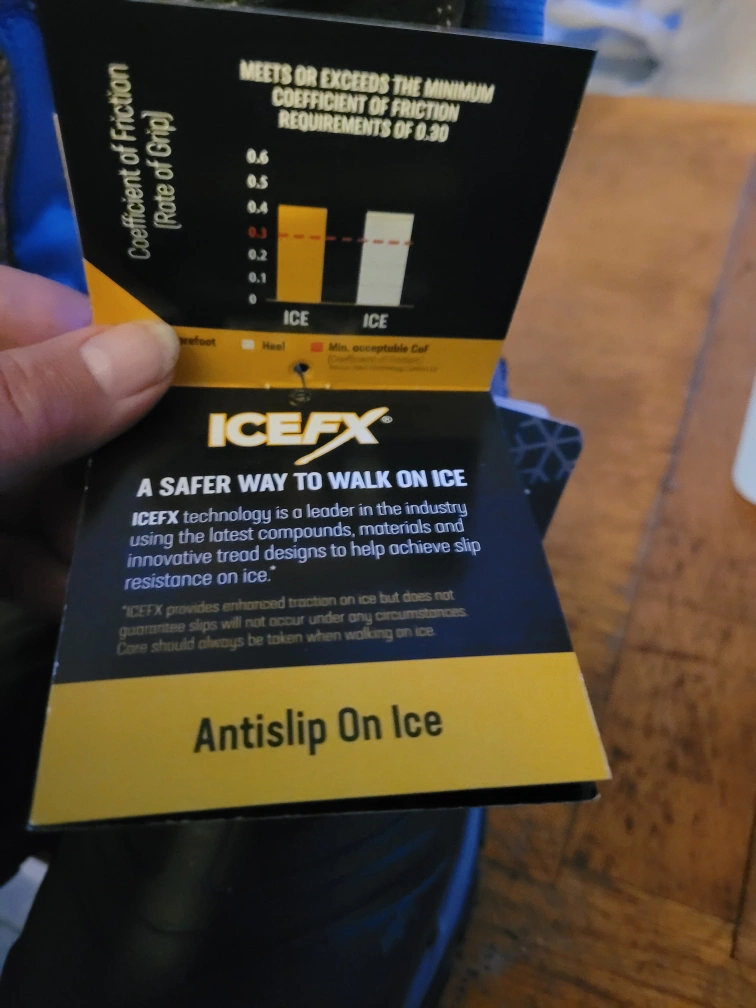 MEETS OR EXCEEDS THE MINIMUM
COEFFICIENT OF FRICTION
REQUIREMENTS OF 0.30
Coefficient of Friction
(Rate of Grip)
0.6
0.5
0.4
0.3
0.2
0.1
0
ICE ICE
refoot Heel Min. acceptable CoF
(Coefficient of Friction)
ICEFX®
A SAFER WAY TO WALK ON ICE
ICEFX technology is a leader in the industry
using the latest compounds, materials and
innovative tread designs to help achieve slip
resistance on ice.*
*ICEFX provides enhanced traction on ice but does not
guarantee slips will not occur under any circumstances.
Care should always be taken when walking on ice.
Antislip On Ice